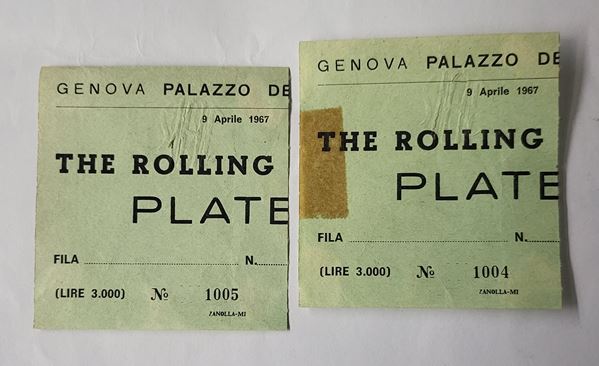 GENOVA PALAZZO DE
9 Aprile 1967
THE ROLLING
PLATE
FILA .................... N.........
(LIRE 3.000) № 1005
ZANOLLA-MI
GENOVA PALAZZO DE
9 Aprile 1967
THE ROLLING
PLATE
FILA .................... N.........
(LIRE 3.000) № 1004
ZANOLLA-MI